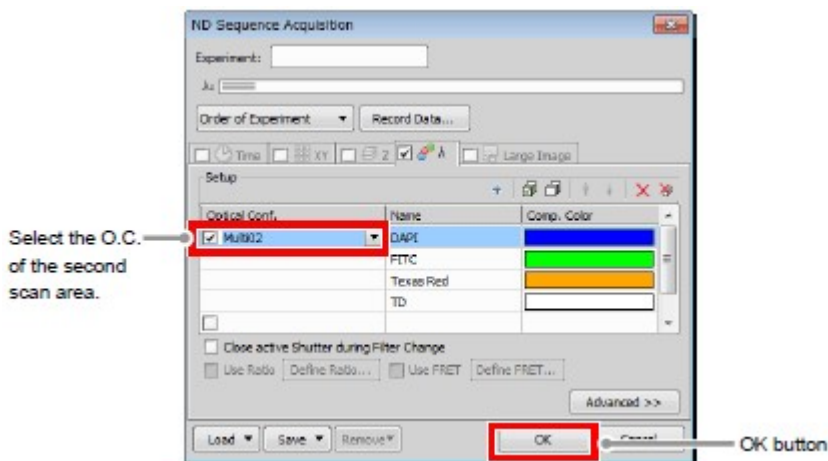 ND Sequence Acquisition
Experiment:
Order of Experiment Record Data...
Time XY Z λ Large Image
Setup
Optical Conf. Name Comp. Color
Multi02 DAPI
FITC
Texas Red
TD
Select the O.C.
of the second
scan area.
Close active Shutter during Filter Change
Use Ratio Define Ratio... Use FRET Define FRET...
Advanced >>
Load Save Remove OK Cancel
OK button